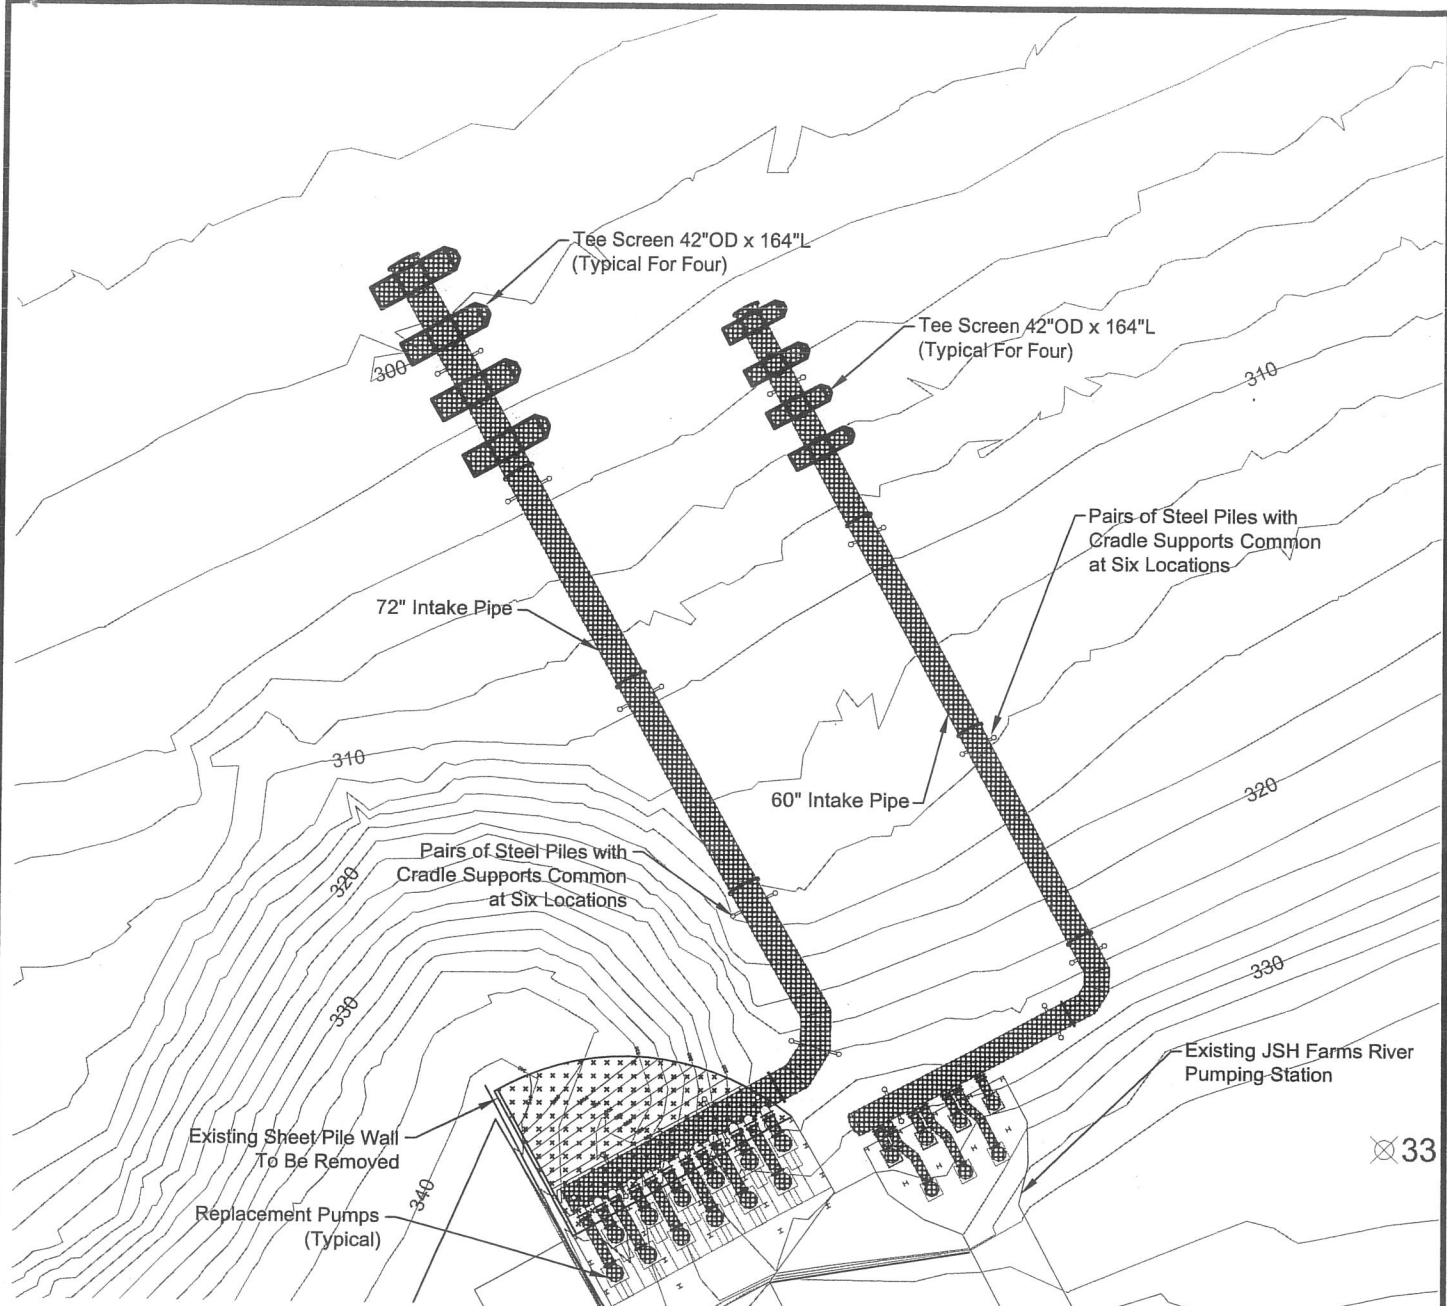 Tee Screen 42"OD x 164"L
(Typical For Four)
Tee Screen 42"OD x 164"L
(Typical For Four)
300
310
Pairs of Steel Piles with
Cradle Supports Common
at Six Locations
72" Intake Pipe
310
320
60" Intake Pipe
Pairs of Steel Piles with
Cradle Supports Common
at Six Locations
320
330
330
Existing JSH Farms River
Pumping Station
Existing Sheet Pile Wall
To Be Removed
33
340
Replacement Pumps
(Typical)